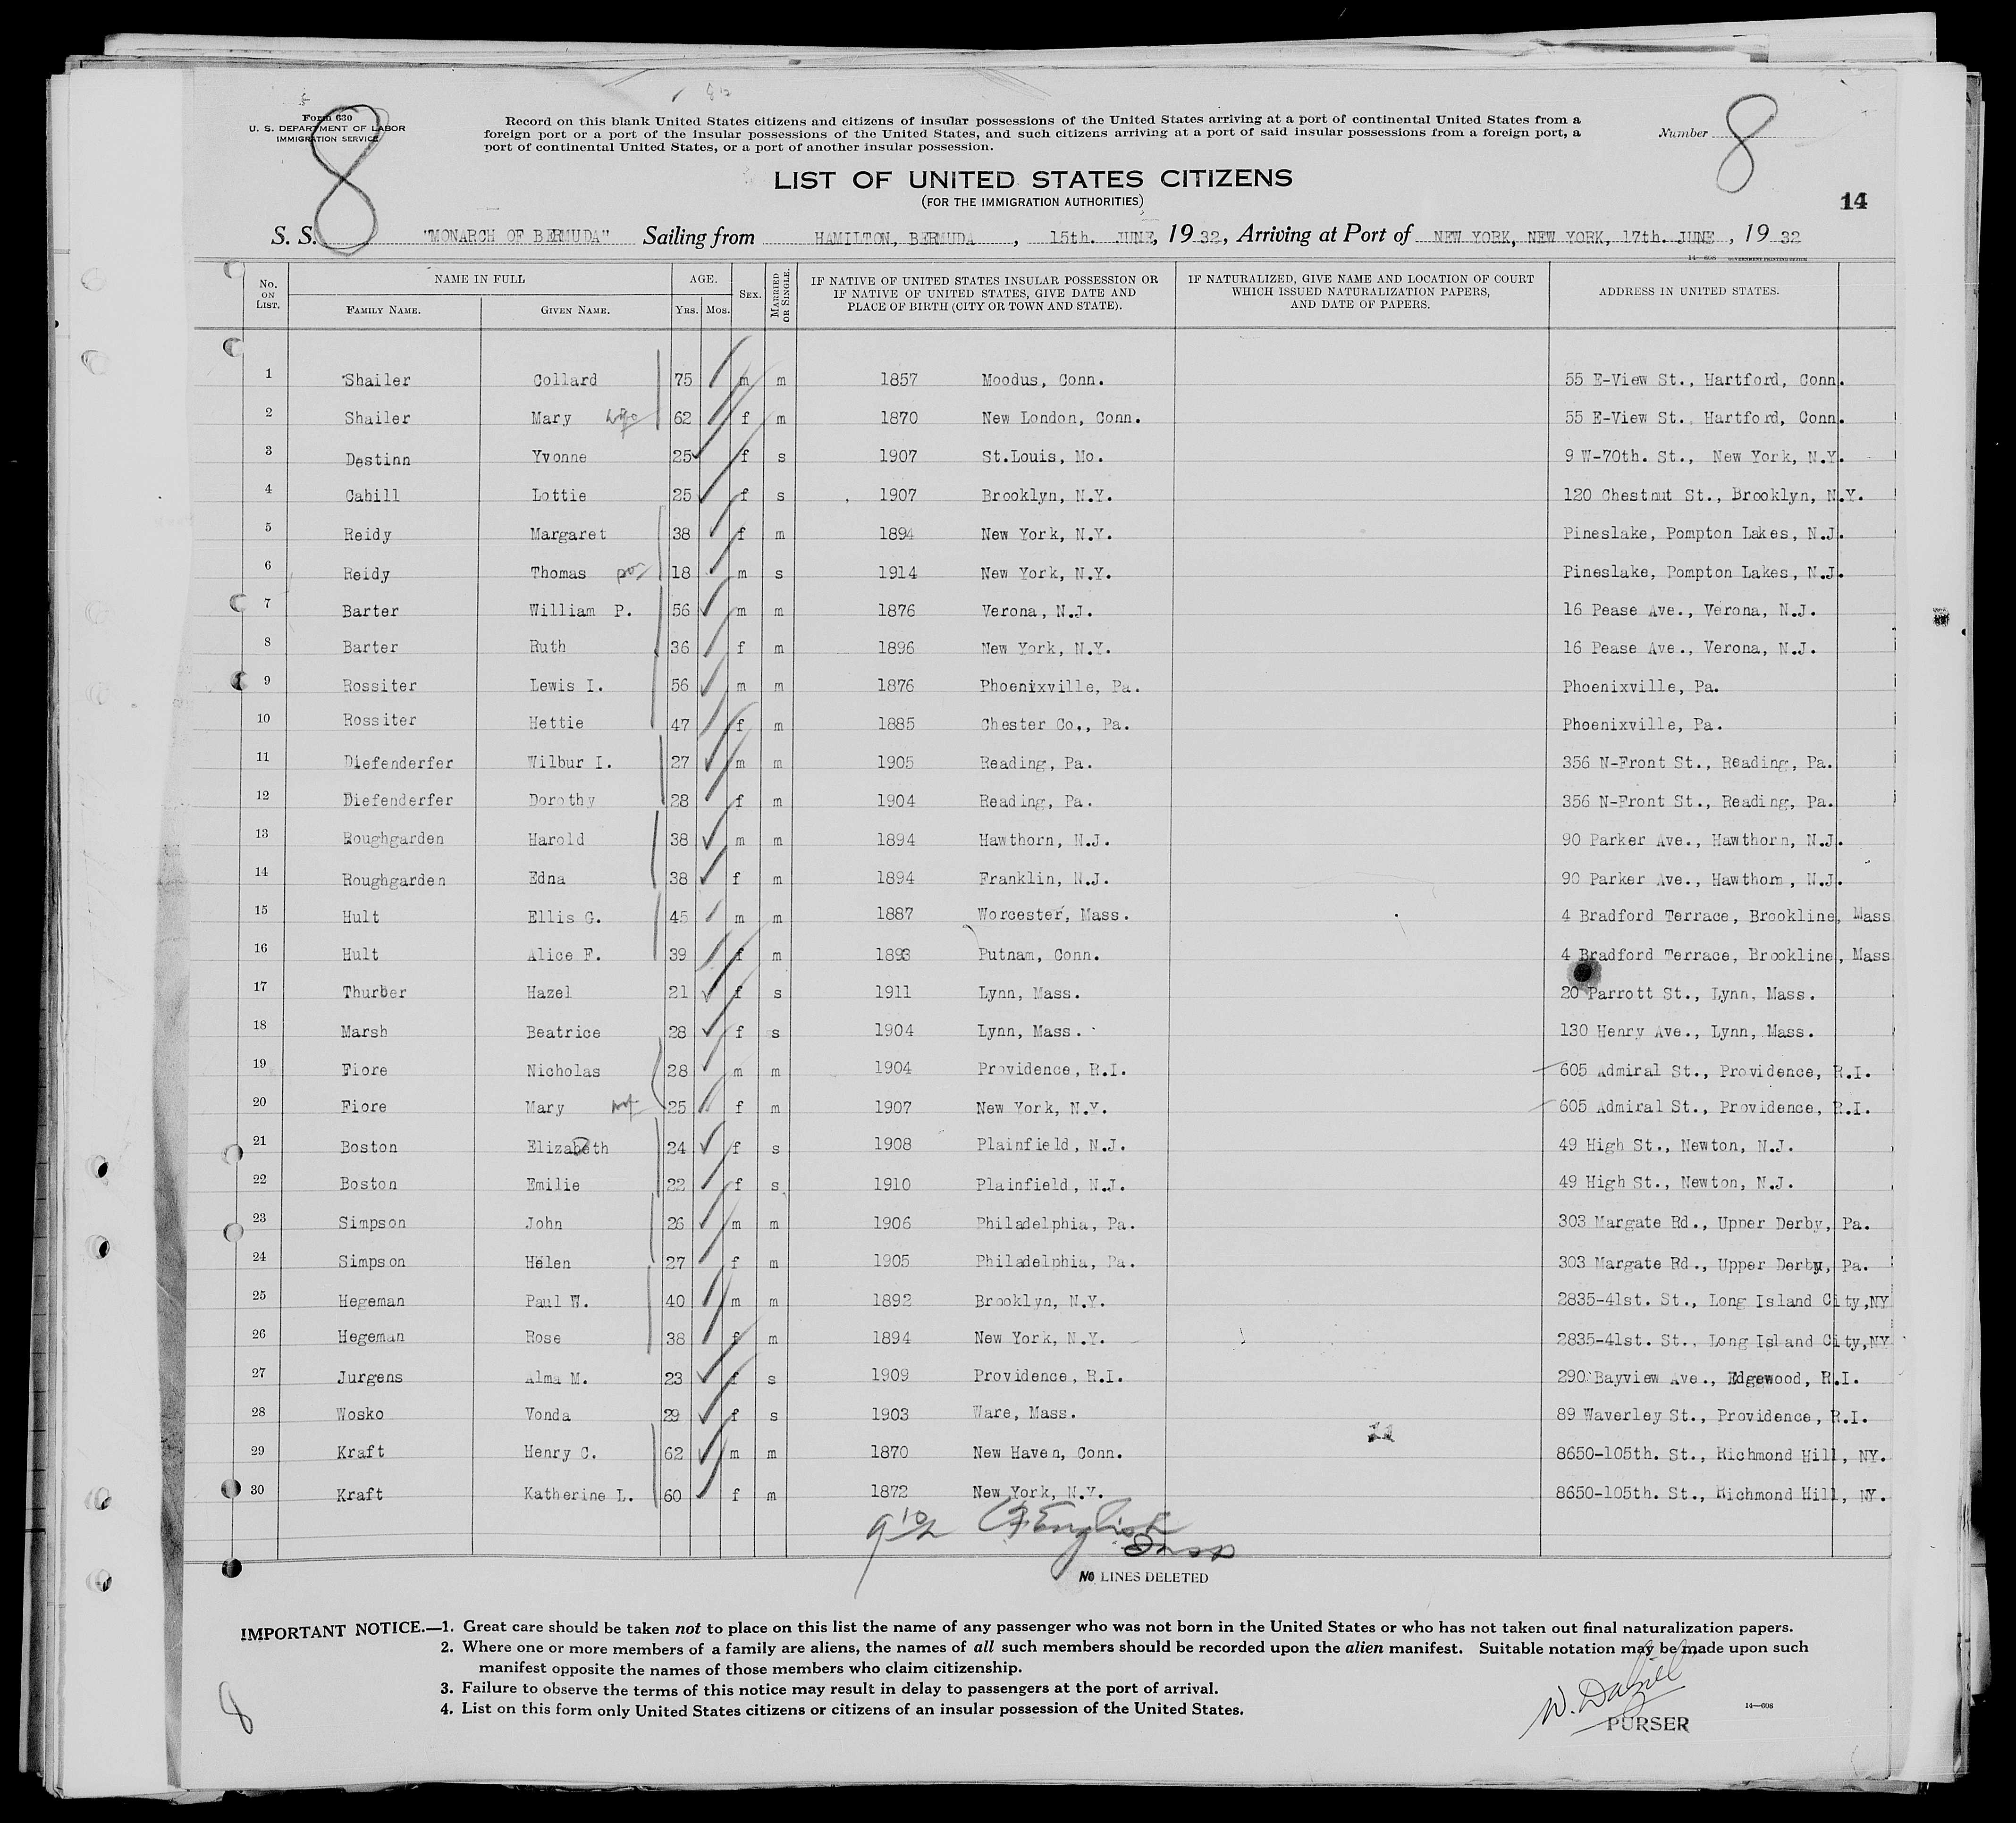 Form 630
U. S. DEPARTMENT OF LABOR
IMMIGRATION SERVICE
8
Record on this blank United States citizens and citizens of insular possessions of the United States arriving at a port of continental United States from a
foreign port or a port of the insular possessions of the United States, and such citizens arriving at a port of said insular possessions from a foreign port, a
port of continental United States, or a port of another insular possession.
Number 8
LIST OF UNITED STATES CITIZENS
(FOR THE IMMIGRATION AUTHORITIES)
14
S. S. "MONARCH OF BERMUDA" Sailing from HAMILTON, BERMUDA , 15th. JUNE, 19 32, Arriving at Port of NEW YORK, NEW YORK, 17th. JUNE , 19 32
14—608 GOVERNMENT PRINTING OFFICE
No. ON LIST. NAME IN FULL FAMILY NAME. GIVEN NAME. AGE. YRS. MOS. SEX. MARRIED OR SINGLE. IF NATIVE OF UNITED STATES INSULAR POSSESSION OR IF NATIVE OF UNITED STATES, GIVE DATE AND PLACE OF BIRTH (CITY OR TOWN AND STATE). IF NATURALIZED, GIVE NAME AND LOCATION OF COURT WHICH ISSUED NATURALIZATION PAPERS, AND DATE OF PAPERS. ADDRESS IN UNITED STATES.
1 Shailer Collard 75 m m 1857 Moodus, Conn. 55 E-View St., Hartford, Conn.
2 Shailer Mary wife 62 f m 1870 New London, Conn. 55 E-View St., Hartford, Conn.
3 Destinn Yvonne 25 f s 1907 St.Louis, Mo. 9 W-70th. St., New York, N.Y.
4 Cahill Lottie 25 f s 1907 Brooklyn, N.Y. 120 Chestnut St., Brooklyn, N.Y.
5 Reidy Margaret 38 f m 1894 New York, N.Y. Pineslake, Pompton Lakes, N.J.
6 Reidy Thomas 18 m s 1914 New York, N.Y. Pineslake, Pompton Lakes, N.J.
7 Barter William P. 56 m m 1876 Verona, N.J. 16 Pease Ave., Verona, N.J.
8 Barter Ruth 36 f m 1896 New York, N.Y. 16 Pease Ave., Verona, N.J.
9 Rossiter Lewis I. 56 m m 1876 Phoenixville, Pa. Phoenixville, Pa.
10 Rossiter Hettie 47 f m 1885 Chester Co., Pa. Phoenixville, Pa.
11 Diefenderfer Wilbur I. 27 m m 1905 Reading, Pa. 356 N-Front St., Reading, Pa.
12 Diefenderfer Dorothy 28 f m 1904 Reading, Pa. 356 N-Front St., Reading, Pa.
13 Roughgarden Harold 38 m m 1894 Hawthorn, N.J. 90 Parker Ave., Hawthorn, N.J.
14 Roughgarden Edna 38 f m 1894 Franklin, N.J. 90 Parker Ave., Hawthorn, N.J.
15 Hult Ellis G. 45 m m 1887 Worcester, Mass. 4 Bradford Terrace, Brookline, Mass
16 Hult Alice F. 39 f m 1893 Putnam, Conn. 4 Bradford Terrace, Brookline, Mass
17 Thurber Hazel 21 f s 1911 Lynn, Mass. 20 Parrott St., Lynn, Mass.
18 Marsh Beatrice 28 f s 1904 Lynn, Mass. 130 Henry Ave., Lynn, Mass.
19 Fiore Nicholas 28 m m 1904 Providence, R.I. 605 Admiral St., Providence, R.I.
20 Fiore Mary 25 f m 1907 New York, N.Y. 605 Admiral St., Providence, R.I.
21 Boston Elizabeth 24 f s 1908 Plainfield, N.J. 49 High St., Newton, N.J.
22 Boston Emilie 22 f s 1910 Plainfield, N.J. 49 High St., Newton, N.J.
23 Simpson John 26 m m 1906 Philadelphia, Pa. 303 Margate Rd., Upper Derby, Pa.
24 Simpson Helen 27 f m 1905 Philadelphia, Pa. 303 Margate Rd., Upper Derby, Pa.
25 Hegeman Paul W. 40 m m 1892 Brooklyn, N.Y. 2835-41st. St., Long Island City,NY
26 Hegeman Rose 38 f m 1894 New York, N.Y. 2835-41st. St., Long Island City,NY
27 Jurgens Alma M. 23 f s 1909 Providence, R.I. 290 Bayview Ave., Edgewood, R.I.
28 Wosko Vonda 29 f s 1903 Ware, Mass. 89 Waverley St., Providence, R.I.
29 Kraft Henry C. 62 m m 1870 New Haven, Conn. 8650-105th. St., Richmond Hill, NY.
30 Kraft Katherine L. 60 f m 1872 New York, N.Y. 8650-105th. St., Richmond Hill, NY.
English
Insp
NO LINES DELETED
IMPORTANT NOTICE.—1. Great care should be taken not to place on this list the name of any passenger who was not born in the United States or who has not taken out final naturalization papers.
2. Where one or more members of a family are aliens, the names of all such members should be recorded upon the alien manifest. Suitable notation may be made upon such
manifest opposite the names of those members who claim citizenship.
3. Failure to observe the terms of this notice may result in delay to passengers at the port of arrival.
4. List on this form only United States citizens or citizens of an insular possession of the United States.
8
W. Dalziel
PURSER
14—608